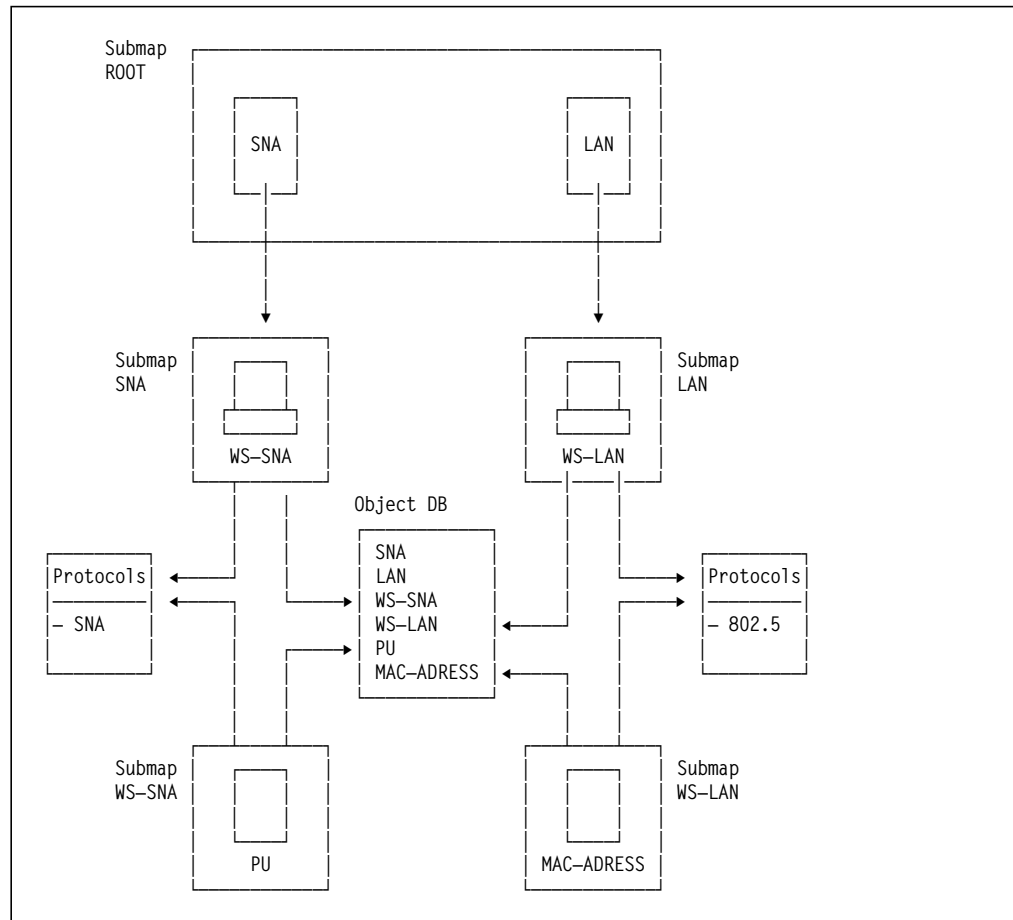 Submap
ROOT
SNA
LAN
Submap
SNA
Submap
LAN
WS–SNA
WS–LAN
Object DB
SNA
LAN
WS–SNA
WS–LAN
PU
MAC–ADRESS
Protocols
– SNA
Protocols
– 802.5
Submap
WS–SNA
Submap
WS–LAN
PU
MAC–ADRESS